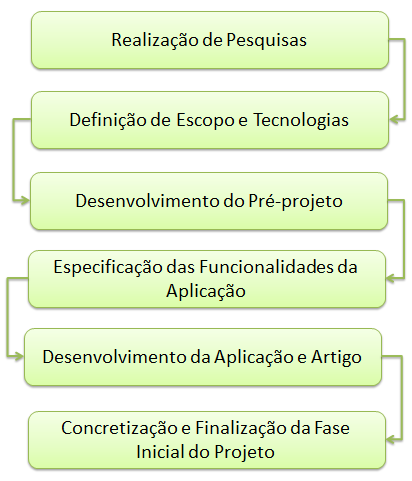 Realização de Pesquisas
Definição de Escopo e Tecnologias
Desenvolvimento do Pré-projeto
Especificação das Funcionalidades da
Aplicação
Desenvolvimento da Aplicação e Artigo
Concretização e Finalização da Fase
Inicial do Projeto